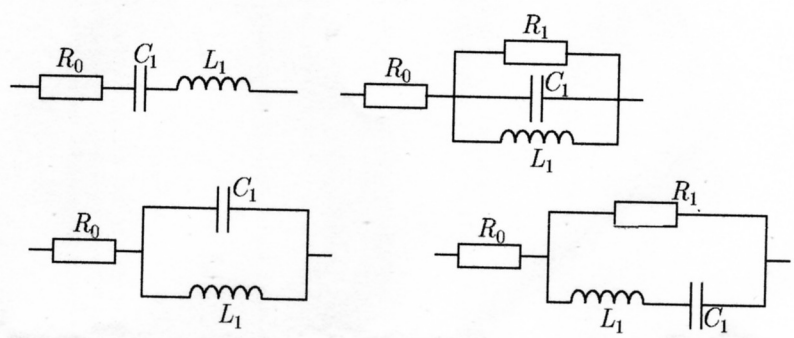 R₀ C₁ L₁
R₀ R₁ C₁ L₁
R₀ C₁ L₁
R₀ R₁ L₁ C₁